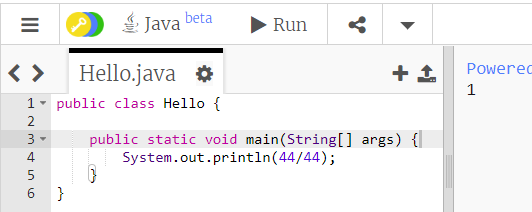 Java beta Run
Hello.java
Powered
1
1 public class Hello {
2
3 public static void main(String[] args) {
4 System.out.println(44/44);
5 }
6 }